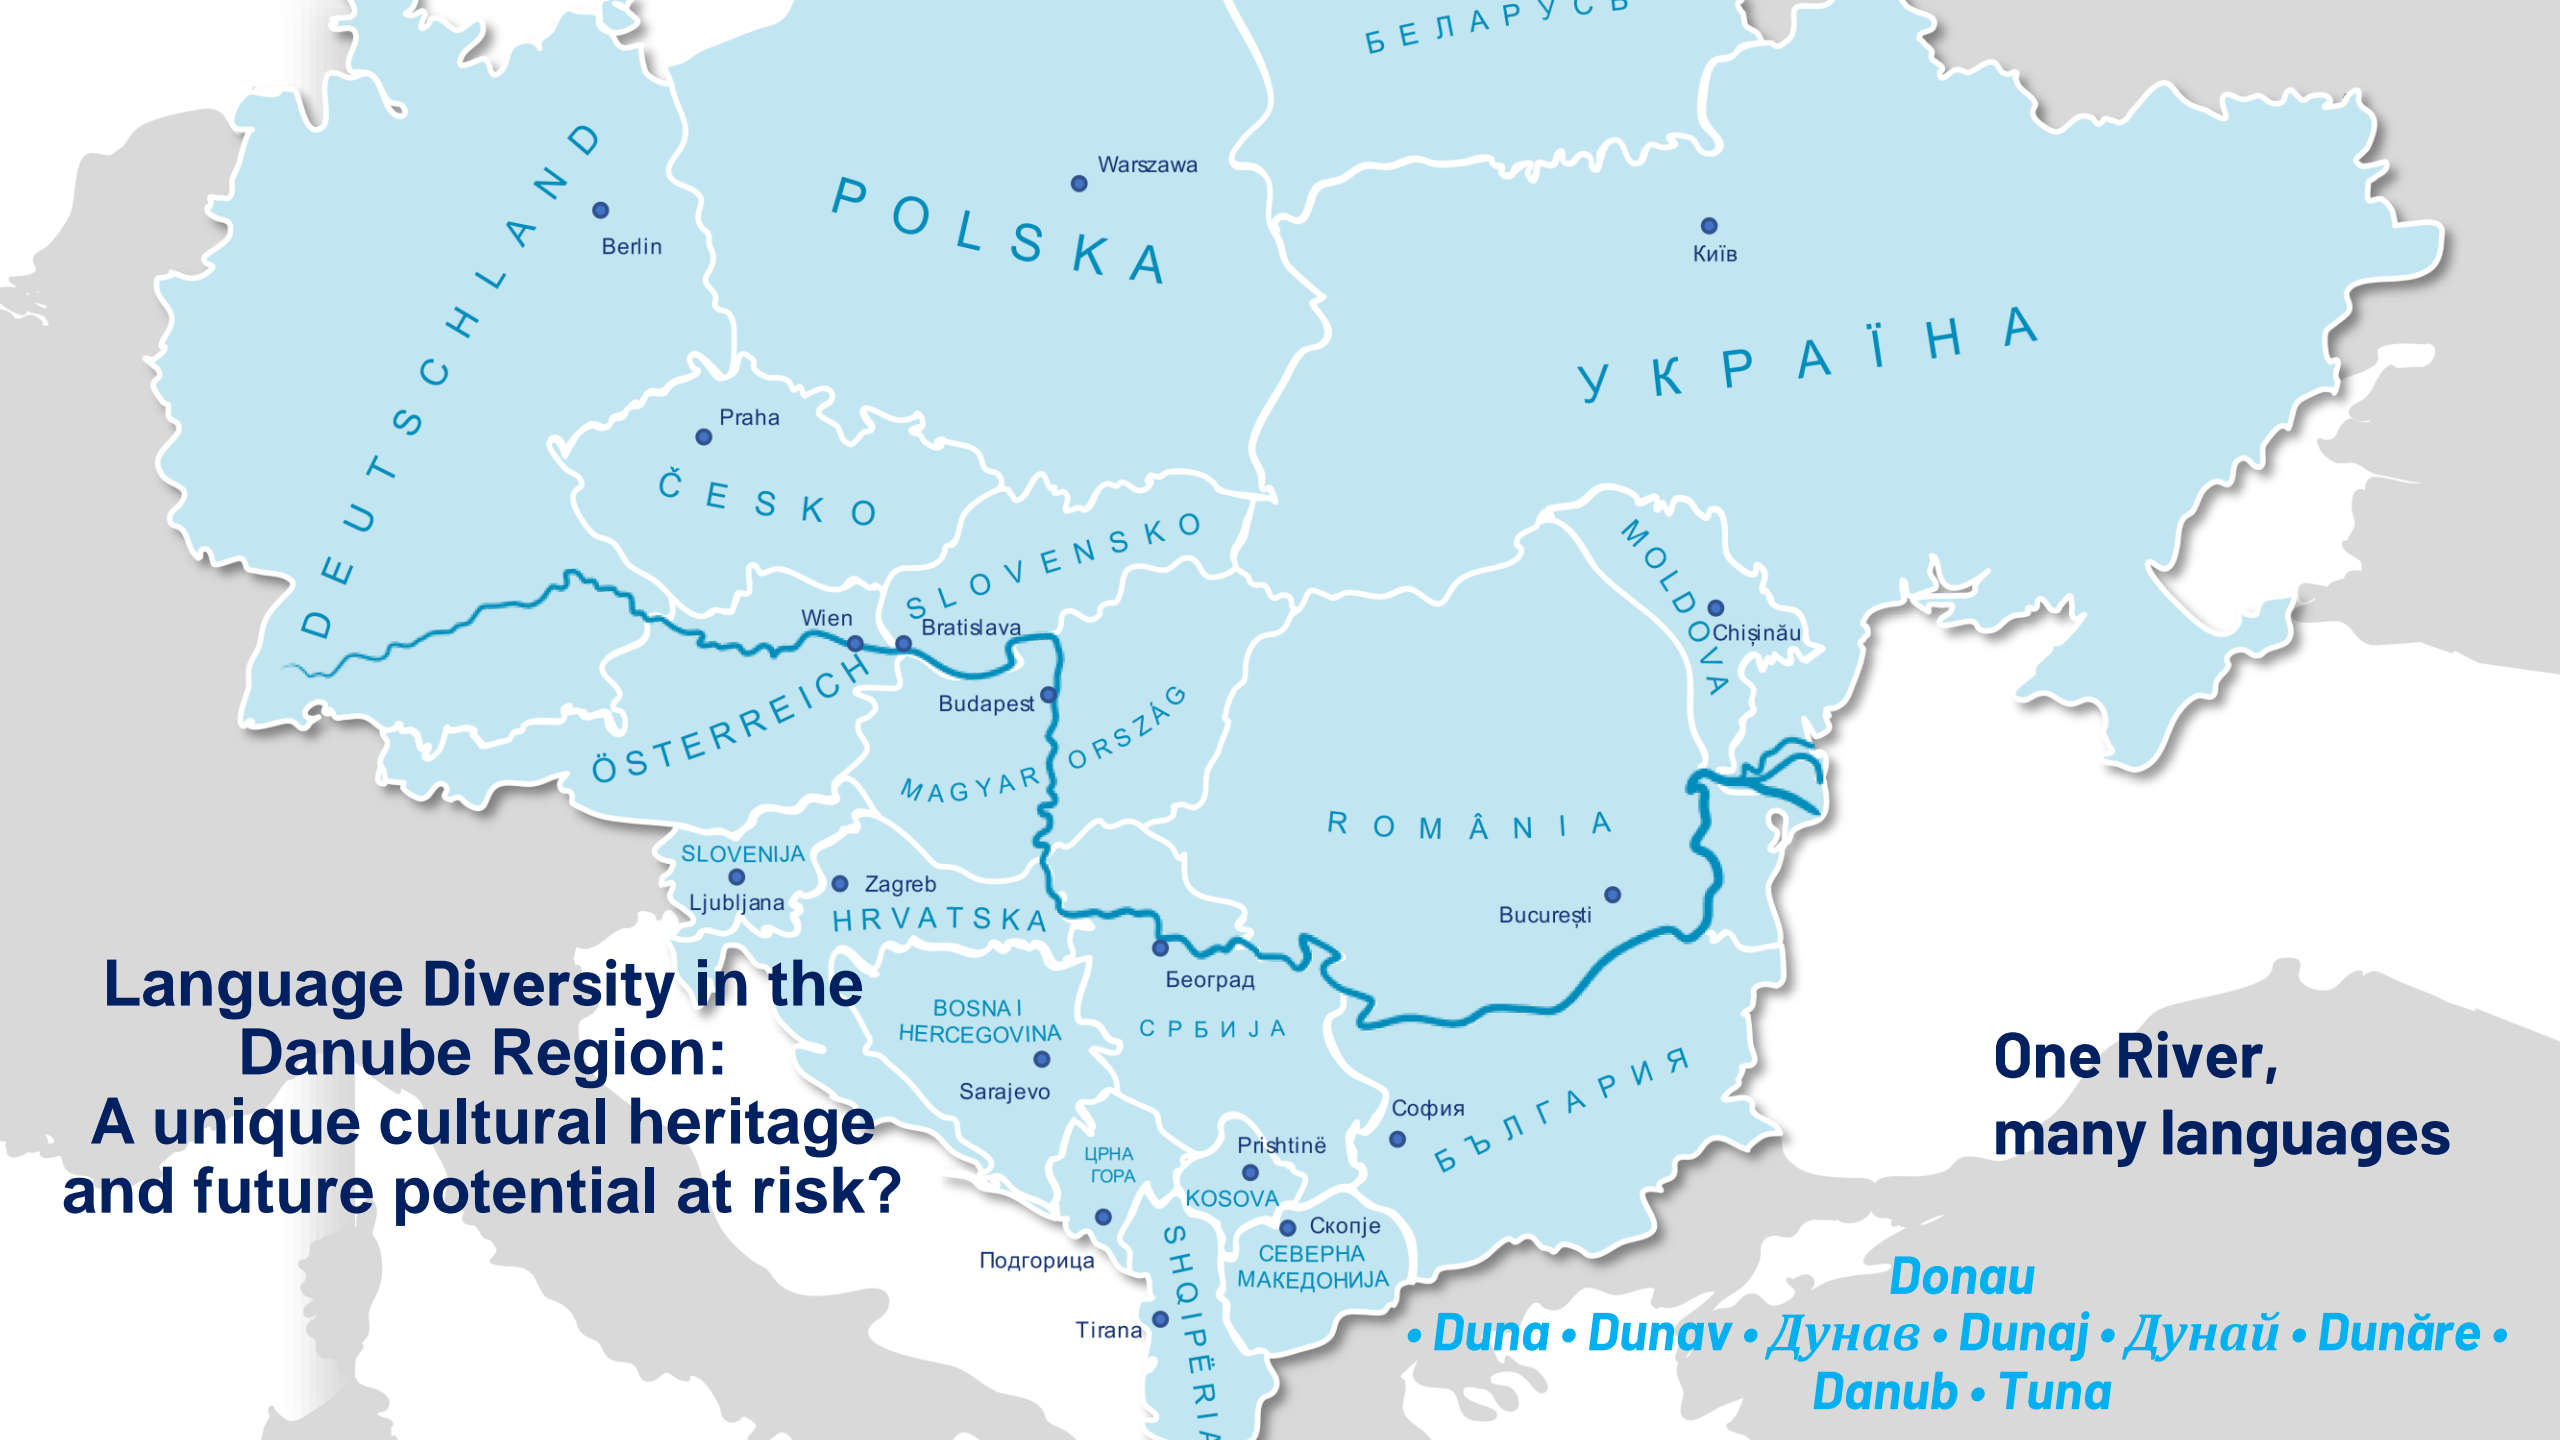 БЕЛАРУСЬ
Warszawa
POLSKA
DEUTSCHLAND
Berlin
Київ
УКРАЇНА
Praha
ČESKO
SLOVENSKO
MOLDOVA
Chișinău
Wien
Bratislava
ÖSTERREICH
Budapest
MAGYARORSZÁG
ROMÂNIA
București
SLOVENIJA
Ljubljana
Zagreb
HRVATSKA
Београд
СРБИЈА
BOSNA I
HERCEGOVINA
Sarajevo
София
БЪЛГАРИЯ
ЦРНА
ГОРА
Подгорица
Prishtinë
KOSOVA
Скопје
СЕВЕРНА
МАКЕДОНИЈА
SHQIPËRIA
Tirana
Language Diversity in the
Danube Region:
A unique cultural heritage
and future potential at risk?
One River,
many languages
Donau
• Duna • Dunav • Дунав • Dunaj • Дунай • Dunăre •
Danub • Tuna